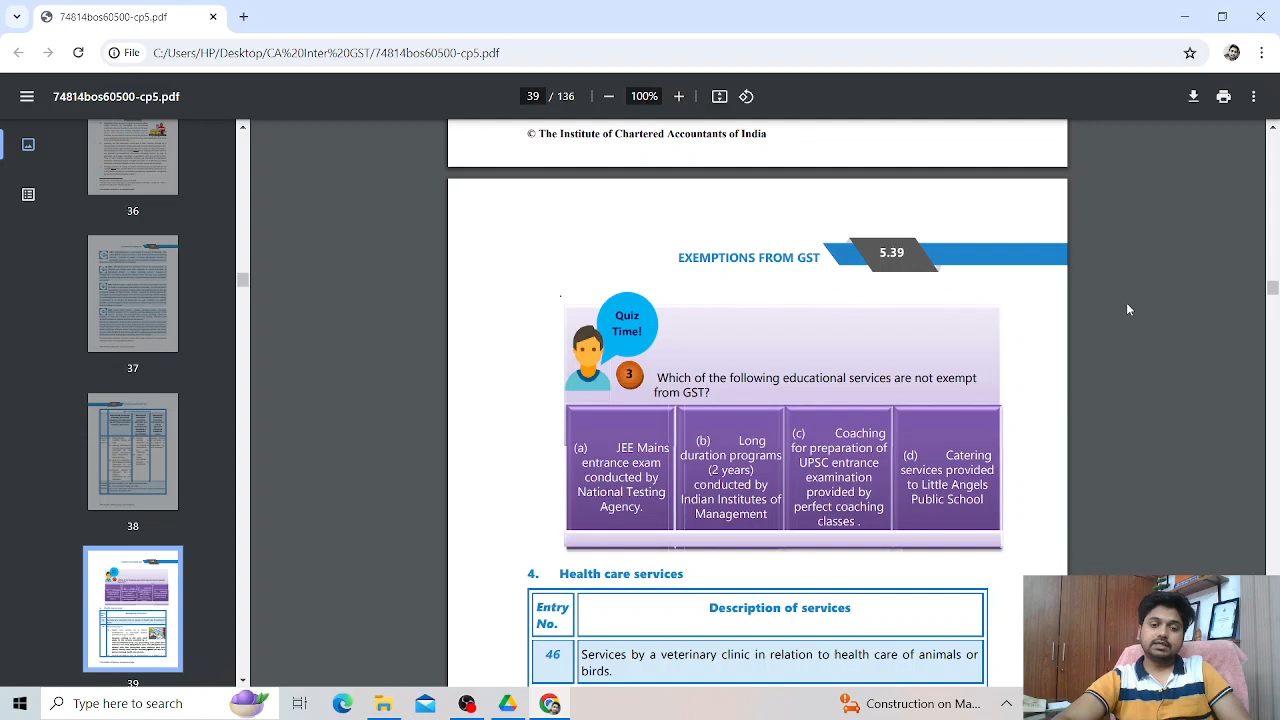 74814bos60500-cp5.pdf
File C:/Users/HP/Desktop/CA%20Inter%20GST/74814bos60500-cp5.pdf
74814bos60500-cp5.pdf
39 / 136
100%
© The Institute of Chartered Accountants of India
36
37
38
39
EXEMPTIONS FROM GST
5.39
Quiz
Time!
3
Which of the following educational services are not exempt
from GST?
(a) JEE Mains
entrance exam
conducted by
National Testing
Agency.
(b) Long
duration programs
(2 years)
conducted by
Indian Institutes of
Management
(c) Coaching
for preparation of
UPSC entrance
examination
provided by
perfect coaching
classes .
(d) Catering
services provided
to Little Angels
Public School
4. Health care services
Entry
No.
Description of services
46
Services by a veterinary clinic in relation to health care of animals or
birds.
Type here to search
Construction on Ma...